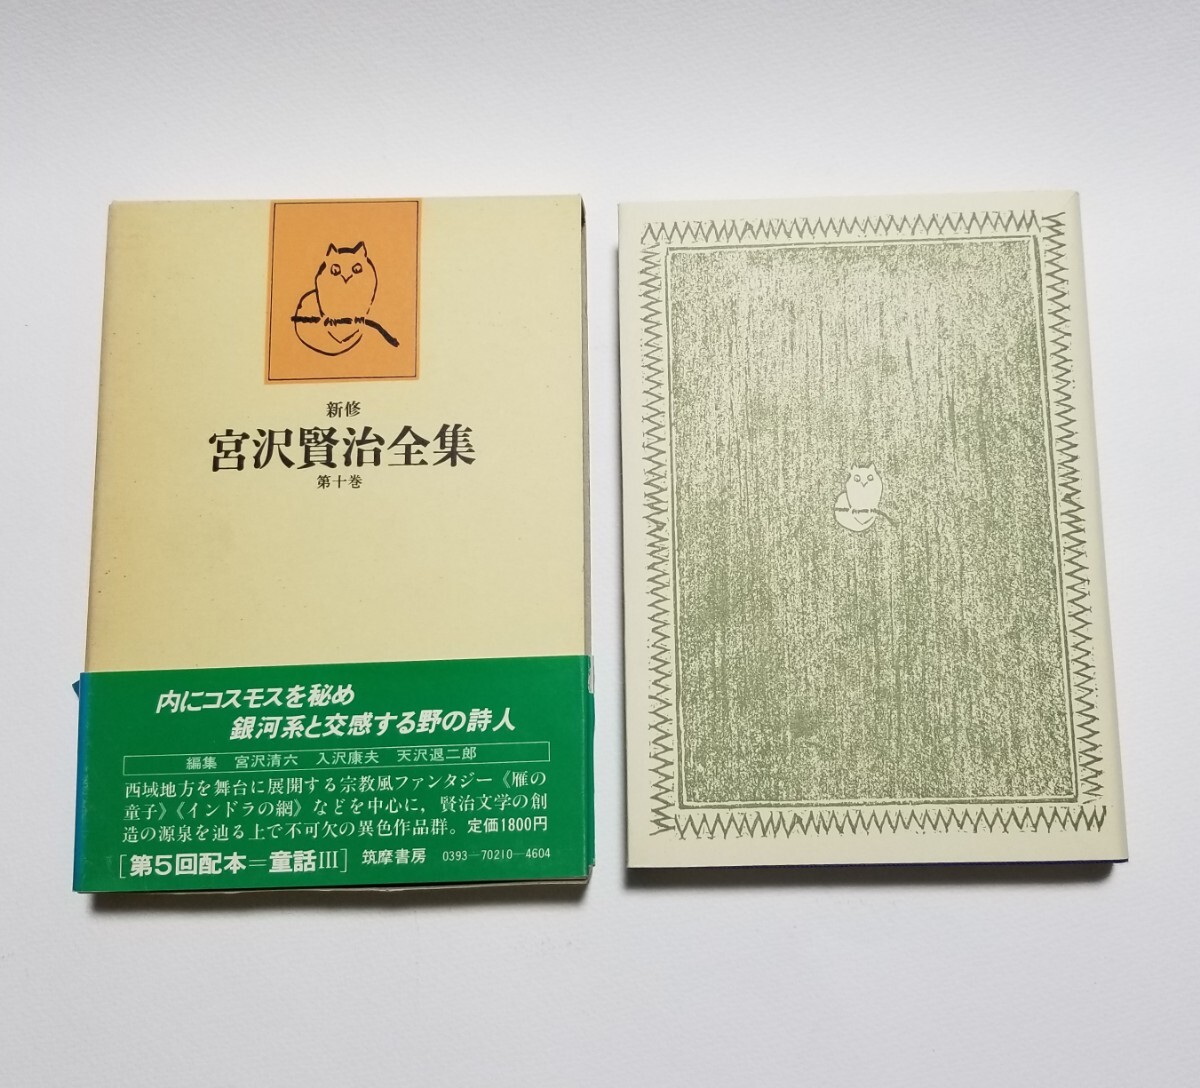 新修
宮沢賢治全集
第十巻
内にコスモスを秘め
銀河系と交感する野の詩人
編集 宮沢清六 入沢康夫 天沢退二郎
西域地方を舞台に展開する宗教風ファンタジー《雁の
童子》《インドラの網》などを中心に，賢治文学の創
造の源泉を辿る上で不可欠の異色作品群。定価1800円
[第5回配本＝童話III] 筑摩書房 0393—70210—4604